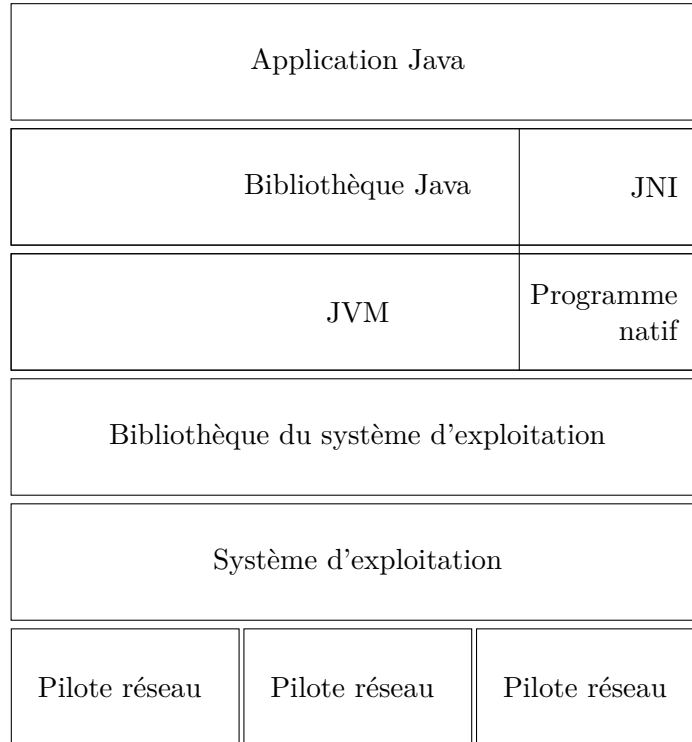 Application Java
Bibliothèque Java
JNI
JVM
Programme
natif
Bibliothèque du système d'exploitation
Système d'exploitation
Pilote réseau
Pilote réseau
Pilote réseau